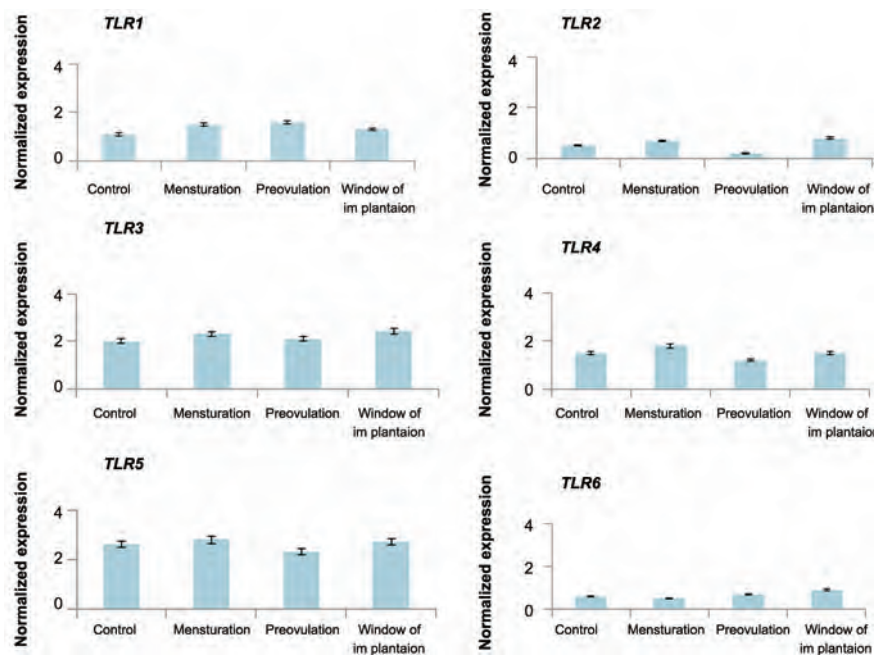 TLR1
Normalized expression
4
2
0
Control Mensturation Preovulation Window of
im plantaion
TLR2
Normalized expression
4
2
0
Control Mensturation Preovulation Window of
im plantaion
TLR3
Normalized expression
4
2
0
Control Mensturation Preovulation Window of
im plantaion
TLR4
Normalized expression
4
2
0
Control Mensturation Preovulation Window of
im plantaion
TLR5
Normalized expression
4
2
0
Control Mensturation Preovulation Window of
im plantaion
TLR6
Normalized expression
4
2
0
Control Mensturation Preovulation Window of
im plantaion